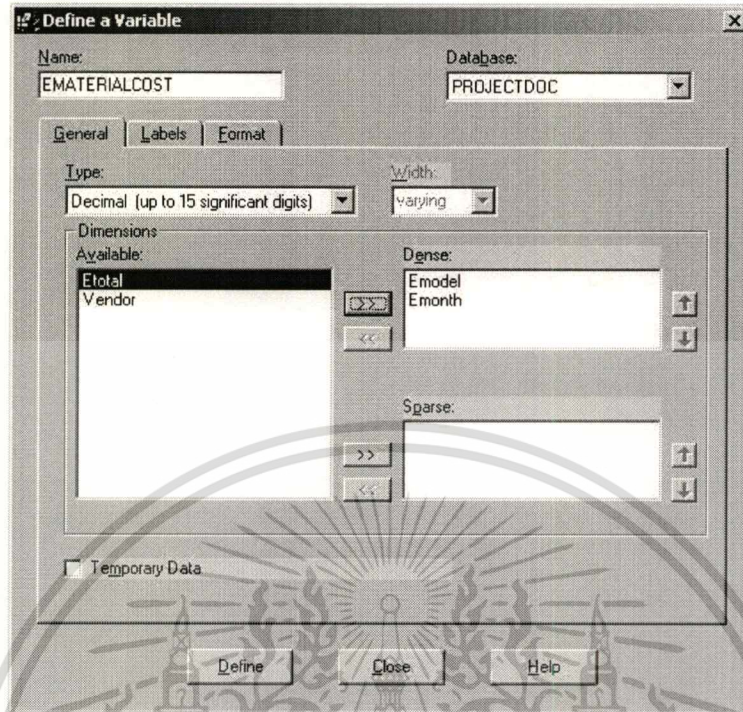 Define a Variable
Name:
EMATERIALCOST
Database:
PROJECTDOC
General
Labels
Format
Type:
Decimal (up to 15 significant digits)
Width:
varying
Dimensions
Available:
Etotal
Vendor
>>
<<
Dense:
Emodel
Emonth
Sparse:
>>
<<
Temporary Data
Define
Close
Help